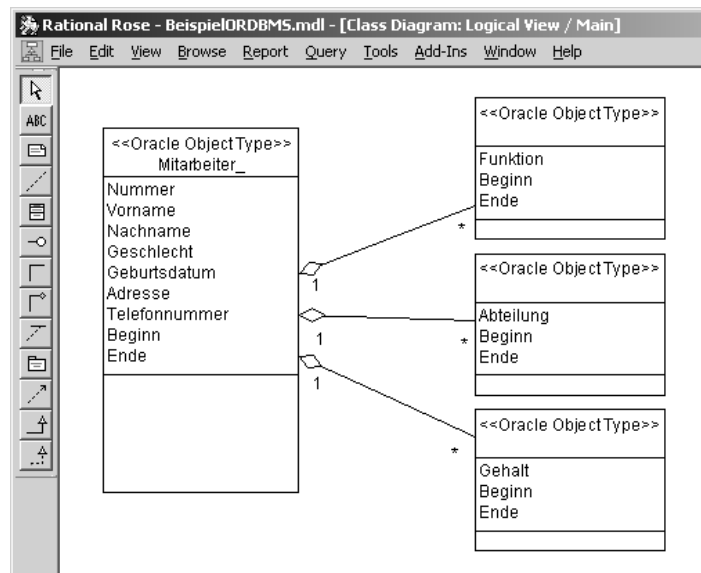 Rational Rose - BeispielORDBMS.mdl - [Class Diagram: Logical View / Main]
File Edit View Browse Report Query Tools Add-Ins Window Help
ABC
<<Oracle ObjectType>>
Mitarbeiter_
Nummer
Vorname
Nachname
Geschlecht
Geburtsdatum
Adresse
Telefonnummer
Beginn
Ende
1
1
1
<<Oracle ObjectType>>
Funktion
Beginn
Ende
*
<<Oracle ObjectType>>
Abteilung
Beginn
Ende
*
<<Oracle ObjectType>>
Gehalt
Beginn
Ende
*